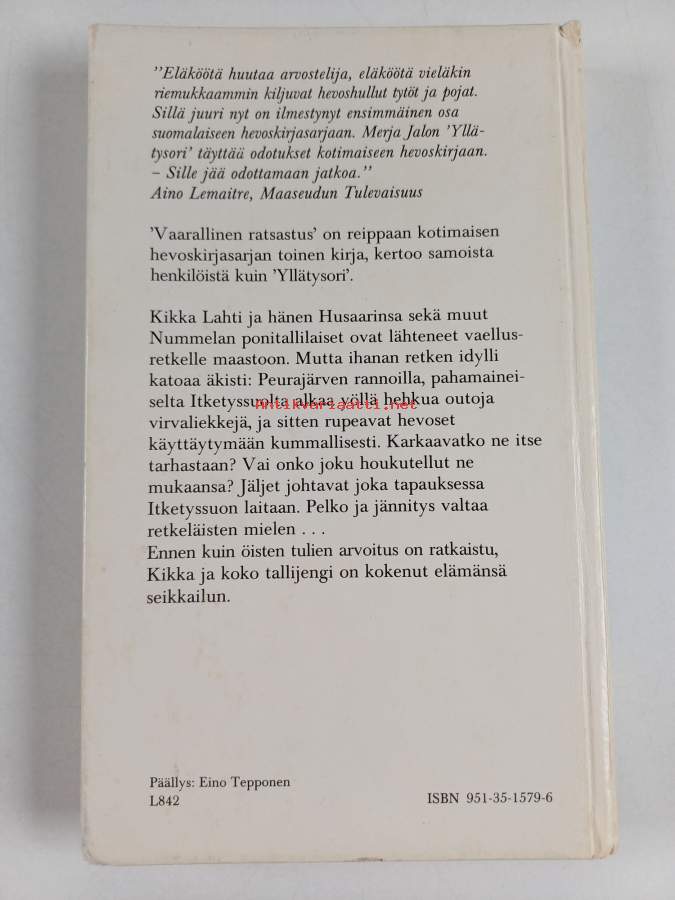 "Eläköötä huutaa arvostelija, eläköötä vieläkin
riemukkaammin kiljuvat hevoshullut tytöt ja pojat.
Sillä juuri nyt on ilmestynyt ensimmäinen osa
suomalaiseen hevoskirjasarjaan. Merja Jalon 'Yllä-
tysori' täyttää odotukset kotimaiseen hevoskirjaan.
– Sille jää odottamaan jatkoa."
Aino Lemaitre, Maaseudun Tulevaisuus
'Vaarallinen ratsastus' on reippaan kotimaisen
hevoskirjasarjan toinen kirja, kertoo samoista
henkilöistä kuin 'Yllätysori'.
Kikka Lahti ja hänen Husaarinsa sekä muut
Nummelan ponitallilaiset ovat lähteneet vaellus-
retkelle maastoon. Mutta ihanan retken idylli
katoaa äkisti: Peurajärven rannoilla, pahamainei-
selta Itketyssuolta alkaa yöllä hehkua outoja
Antikvariaatti.net
virvaliekkejä, ja sitten rupeavat hevoset
käyttäytymään kummallisesti. Karkaavatko ne itse
tarhastaan? Vai onko joku houkutellut ne
mukaansa? Jäljet johtavat joka tapauksessa
Itketyssuon laitaan. Pelko ja jännitys valtaa
retkeläisten mielen . . .
Ennen kuin öisten tulien arvoitus on ratkaistu,
Kikka ja koko tallijengi on kokenut elämänsä
seikkailun.
Päällys: Eino Tepponen
L842
ISBN 951-35-1579-6